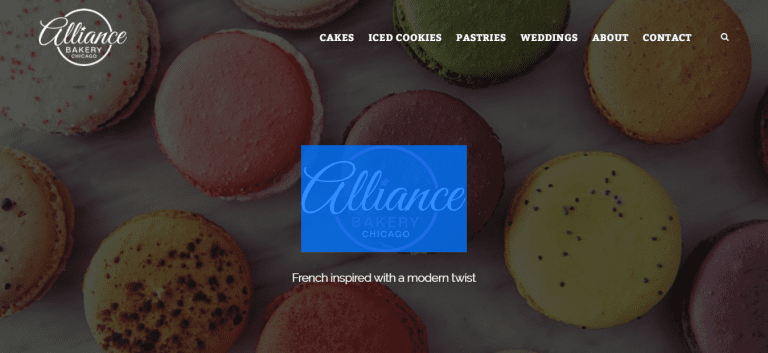 Alliance
BAKERY
CHICAGO
CAKES ICED COOKIES PASTRIES WEDDINGS ABOUT CONTACT
Alliance
BAKERY
CHICAGO
French inspired with a modern twist